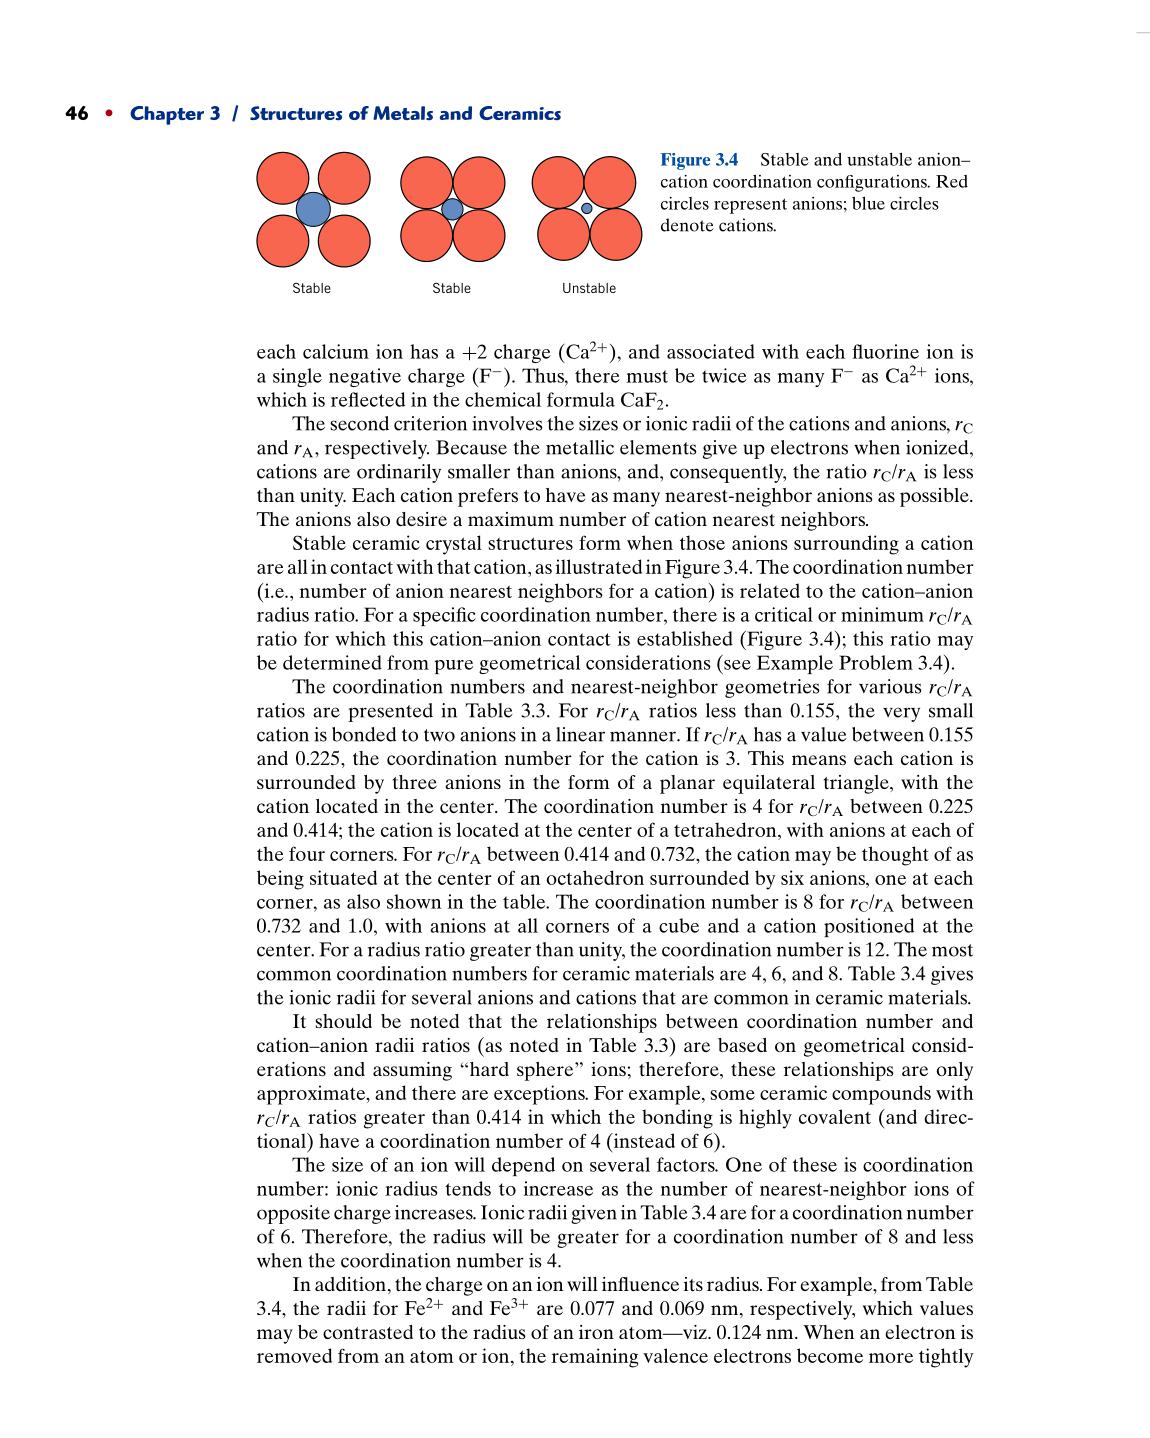 46 • Chapter 3 / Structures of Metals and Ceramics
Figure 3.4 Stable and unstable anion–
cation coordination configurations. Red
circles represent anions; blue circles
denote cations.
Stable Stable Unstable
each calcium ion has a +2 charge (Ca²⁺), and associated with each fluorine ion is
a single negative charge (F⁻). Thus, there must be twice as many F⁻ as Ca²⁺ ions,
which is reflected in the chemical formula CaF₂.
The second criterion involves the sizes or ionic radii of the cations and anions, rC
and rA, respectively. Because the metallic elements give up electrons when ionized,
cations are ordinarily smaller than anions, and, consequently, the ratio rC/rA is less
than unity. Each cation prefers to have as many nearest-neighbor anions as possible.
The anions also desire a maximum number of cation nearest neighbors.
Stable ceramic crystal structures form when those anions surrounding a cation
are all in contact with that cation, as illustrated in Figure 3.4. The coordination number
(i.e., number of anion nearest neighbors for a cation) is related to the cation–anion
radius ratio. For a specific coordination number, there is a critical or minimum rC/rA
ratio for which this cation–anion contact is established (Figure 3.4); this ratio may
be determined from pure geometrical considerations (see Example Problem 3.4).
The coordination numbers and nearest-neighbor geometries for various rC/rA
ratios are presented in Table 3.3. For rC/rA ratios less than 0.155, the very small
cation is bonded to two anions in a linear manner. If rC/rA has a value between 0.155
and 0.225, the coordination number for the cation is 3. This means each cation is
surrounded by three anions in the form of a planar equilateral triangle, with the
cation located in the center. The coordination number is 4 for rC/rA between 0.225
and 0.414; the cation is located at the center of a tetrahedron, with anions at each of
the four corners. For rC/rA between 0.414 and 0.732, the cation may be thought of as
being situated at the center of an octahedron surrounded by six anions, one at each
corner, as also shown in the table. The coordination number is 8 for rC/rA between
0.732 and 1.0, with anions at all corners of a cube and a cation positioned at the
center. For a radius ratio greater than unity, the coordination number is 12. The most
common coordination numbers for ceramic materials are 4, 6, and 8. Table 3.4 gives
the ionic radii for several anions and cations that are common in ceramic materials.
It should be noted that the relationships between coordination number and
cation–anion radii ratios (as noted in Table 3.3) are based on geometrical consid-
erations and assuming “hard sphere” ions; therefore, these relationships are only
approximate, and there are exceptions. For example, some ceramic compounds with
rC/rA ratios greater than 0.414 in which the bonding is highly covalent (and direc-
tional) have a coordination number of 4 (instead of 6).
The size of an ion will depend on several factors. One of these is coordination
number: ionic radius tends to increase as the number of nearest-neighbor ions of
opposite charge increases. Ionic radii given in Table 3.4 are for a coordination number
of 6. Therefore, the radius will be greater for a coordination number of 8 and less
when the coordination number is 4.
In addition, the charge on an ion will influence its radius. For example, from Table
3.4, the radii for Fe²⁺ and Fe³⁺ are 0.077 and 0.069 nm, respectively, which values
may be contrasted to the radius of an iron atom—viz. 0.124 nm. When an electron is
removed from an atom or ion, the remaining valence electrons become more tightly